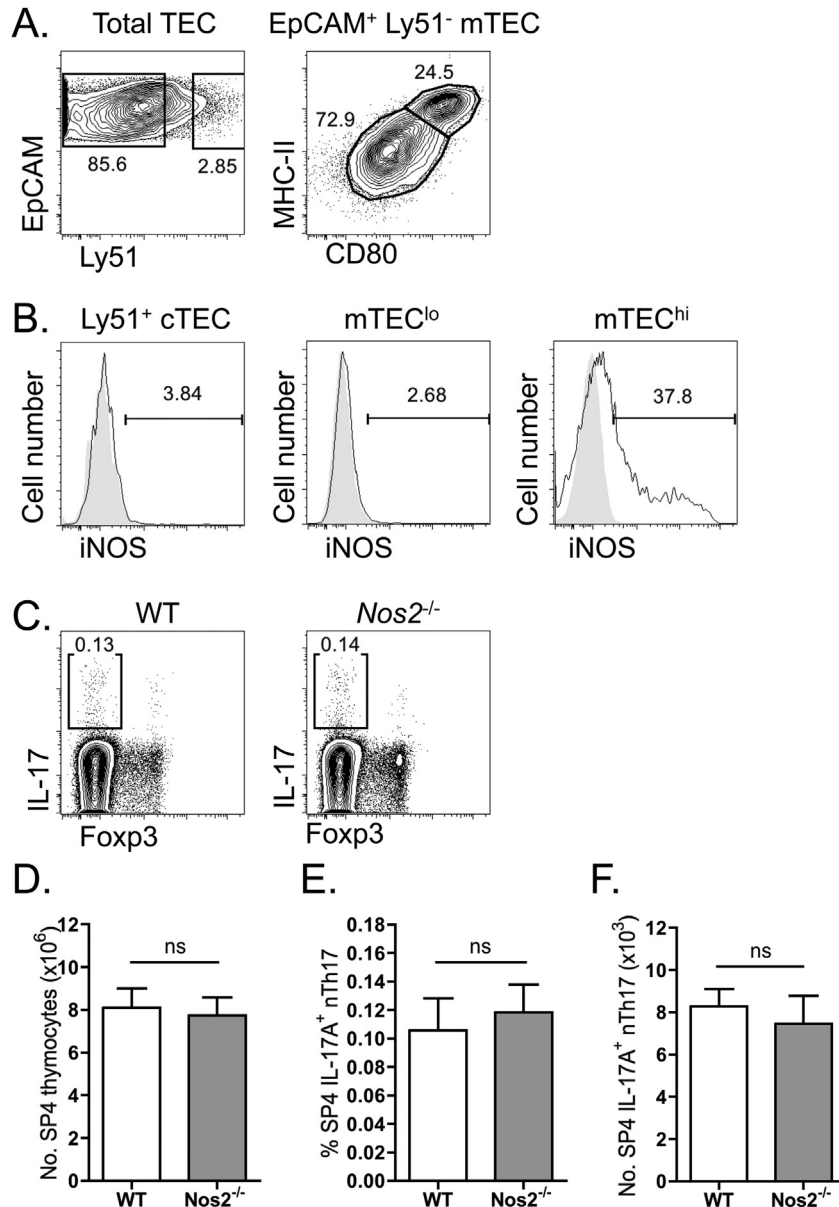 A.
Total TEC
EpCAM⁺ Ly51⁻ mTEC
EpCAM
85.6
2.85
Ly51
MHC-II
72.9
24.5
CD80
B.
Ly51⁺ cTEC
mTECˡᵒ
mTECʰⁱ
Cell number
3.84
iNOS
Cell number
2.68
iNOS
Cell number
37.8
iNOS
C.
WT
Nos2⁻/⁻
IL-17
0.13
Foxp3
IL-17
0.14
Foxp3
D.
No. SP4 thymocytes (x10⁶)
12
10
8
6
4
2
0
ns
WT
Nos2⁻/⁻
E.
% SP4 IL-17A⁺ nTh17
0.18
0.16
0.14
0.12
0.10
0.08
0.06
0.04
0.02
0.00
ns
WT
Nos2⁻/⁻
F.
No. SP4 IL-17A⁺ nTh17 (x10³)
12
10
8
6
4
2
0
ns
WT
Nos2⁻/⁻